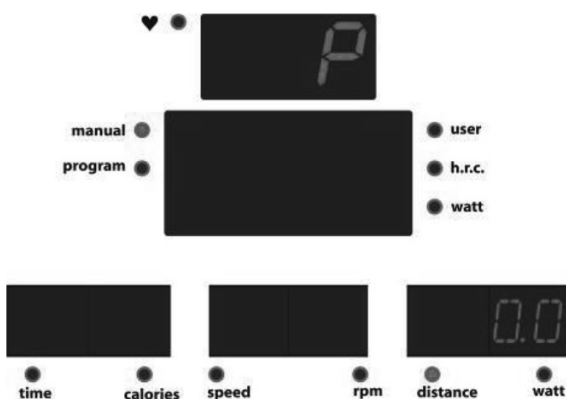 ♥
P
manual
program
user
h.r.c.
watt
0.0
time calories speed rpm distance watt